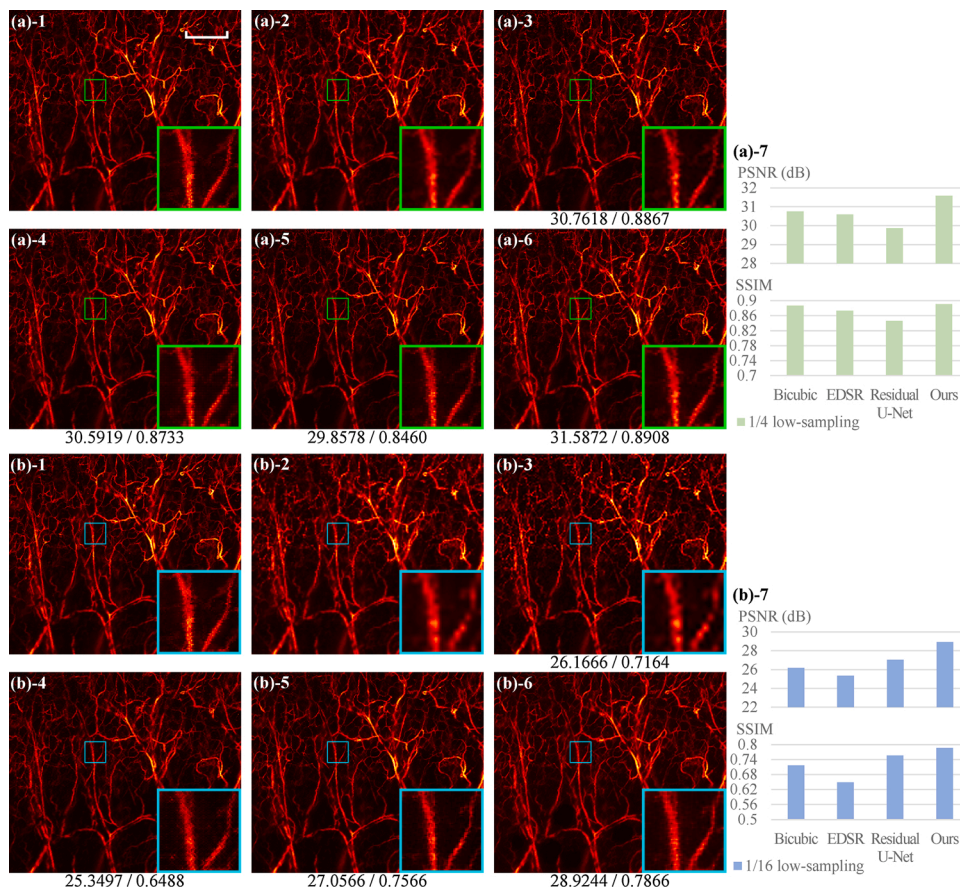 (a)-1
(a)-2
(a)-3
30.7618 / 0.8867
(a)-4
(a)-5
(a)-6
30.5919 / 0.8733
29.8578 / 0.8460
31.5872 / 0.8908
(a)-7
PSNR (dB)
32
31
30
29
28
SSIM
0.9
0.86
0.82
0.78
0.74
0.7
Bicubic EDSR Residual U-Net Ours
1/4 low-sampling
(b)-1
(b)-2
(b)-3
26.1666 / 0.7164
(b)-4
(b)-5
(b)-6
25.3497 / 0.6488
27.0566 / 0.7566
28.9244 / 0.7866
(b)-7
PSNR (dB)
30
28
26
24
22
SSIM
0.8
0.74
0.68
0.62
0.56
0.5
Bicubic EDSR Residual U-Net Ours
1/16 low-sampling